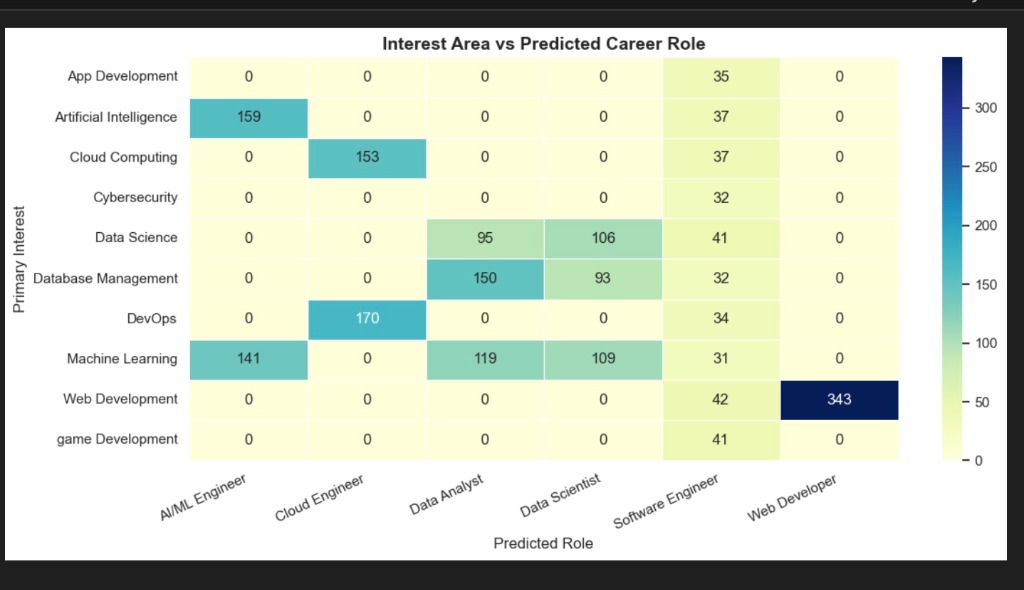 Interest Area vs Predicted Career Role
App Development 0 0 0 0 35 0
Artificial Intelligence 159 0 0 0 37 0
Cloud Computing 0 153 0 0 37 0
Cybersecurity 0 0 0 0 32 0
Data Science 0 0 95 106 41 0
Database Management 0 0 150 93 32 0
DevOps 0 170 0 0 34 0
Machine Learning 141 0 119 109 31 0
Web Development 0 0 0 0 42 343
game Development 0 0 0 0 41 0
Primary Interest
AI/ML Engineer Cloud Engineer Data Analyst Data Scientist Software Engineer Web Developer
Predicted Role
300
250
200
150
100
50
0